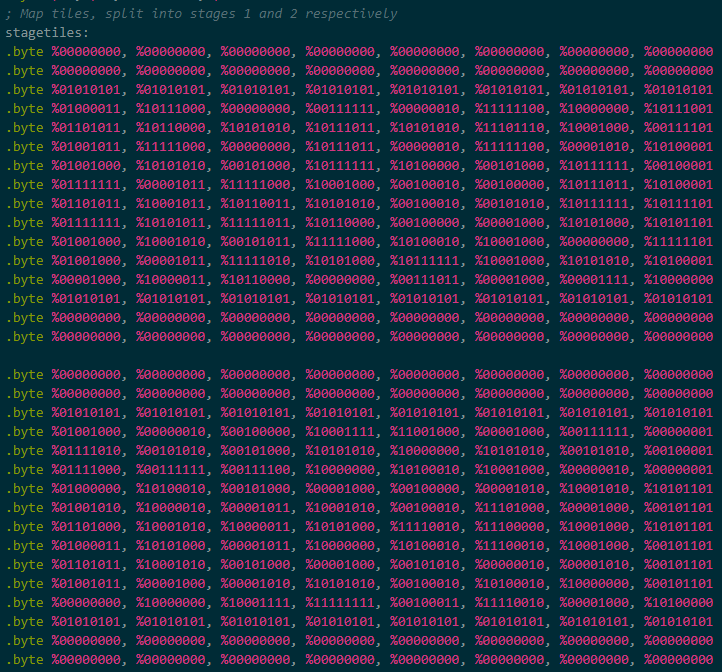 ; Map tiles, split into stages 1 and 2 respectively
stagetiles:
.byte %00000000, %00000000, %00000000, %00000000, %00000000, %00000000, %00000000, %00000000
.byte %00000000, %00000000, %00000000, %00000000, %00000000, %00000000, %00000000, %00000000
.byte %01010101, %01010101, %01010101, %01010101, %01010101, %01010101, %01010101, %01010101
.byte %01000011, %10111000, %00000000, %00111111, %00000010, %11111100, %10000000, %10111001
.byte %01101011, %10110000, %10101010, %10111011, %10101010, %11101110, %10001000, %00111101
.byte %01001011, %11111000, %00000000, %10111011, %00000010, %11111100, %00001010, %10100001
.byte %01001000, %10101010, %00101000, %10111111, %10100000, %00101000, %10111111, %00100001
.byte %01111111, %00001011, %11111000, %10001000, %00100010, %00100000, %10111011, %10100001
.byte %01101011, %10001011, %10110011, %10101010, %00100010, %00101010, %10111111, %10111101
.byte %01111111, %10101011, %11111011, %10110000, %00100000, %00001000, %10101000, %10101101
.byte %01001000, %10001010, %00101011, %11111000, %10100010, %10001000, %00000000, %11111101
.byte %01001000, %00001011, %11111010, %10101000, %10111111, %10001000, %10101010, %10100001
.byte %00001000, %10000011, %10110000, %00000000, %00111011, %00001000, %00001111, %10000000
.byte %01010101, %01010101, %01010101, %01010101, %01010101, %01010101, %01010101, %01010101
.byte %00000000, %00000000, %00000000, %00000000, %00000000, %00000000, %00000000, %00000000
.byte %00000000, %00000000, %00000000, %00000000, %00000000, %00000000, %00000000, %00000000
.byte %00000000, %00000000, %00000000, %00000000, %00000000, %00000000, %00000000, %00000000
.byte %00000000, %00000000, %00000000, %00000000, %00000000, %00000000, %00000000, %00000000
.byte %01010101, %01010101, %01010101, %01010101, %01010101, %01010101, %01010101, %01010101
.byte %01001000, %00000010, %00100000, %10001111, %11001000, %00001000, %00111111, %00000001
.byte %01111010, %00101010, %00101000, %10101010, %10000000, %10101010, %00101010, %00100001
.byte %01111000, %00111111, %00111100, %10000000, %10100010, %10001000, %00000010, %00000001
.byte %01000000, %10100010, %00101000, %00001000, %00100000, %00001010, %10001010, %10101101
.byte %01001010, %10000010, %00001011, %10001010, %00100000, %11101000, %00001000, %00101101
.byte %01101000, %10001010, %10000011, %10101000, %11110010, %11100000, %10001000, %10101101
.byte %01000011, %10101000, %00001011, %10000000, %10100010, %11100010, %10001000, %00101101
.byte %01101011, %10001010, %00101000, %00001000, %00101010, %00000010, %00001010, %00101101
.byte %01001011, %00001000, %00001010, %10101010, %00100010, %10100010, %10000000, %00101101
.byte %00000000, %10000000, %10001111, %11111111, %00100011, %11110010, %00001000, %10100000
.byte %01010101, %01010101, %01010101, %01010101, %01010101, %01010101, %01010101, %01010101
.byte %00000000, %00000000, %00000000, %00000000, %00000000, %00000000, %00000000, %00000000
.byte %00000000, %00000000, %00000000, %00000000, %00000000, %00000000, %00000000, %00000000